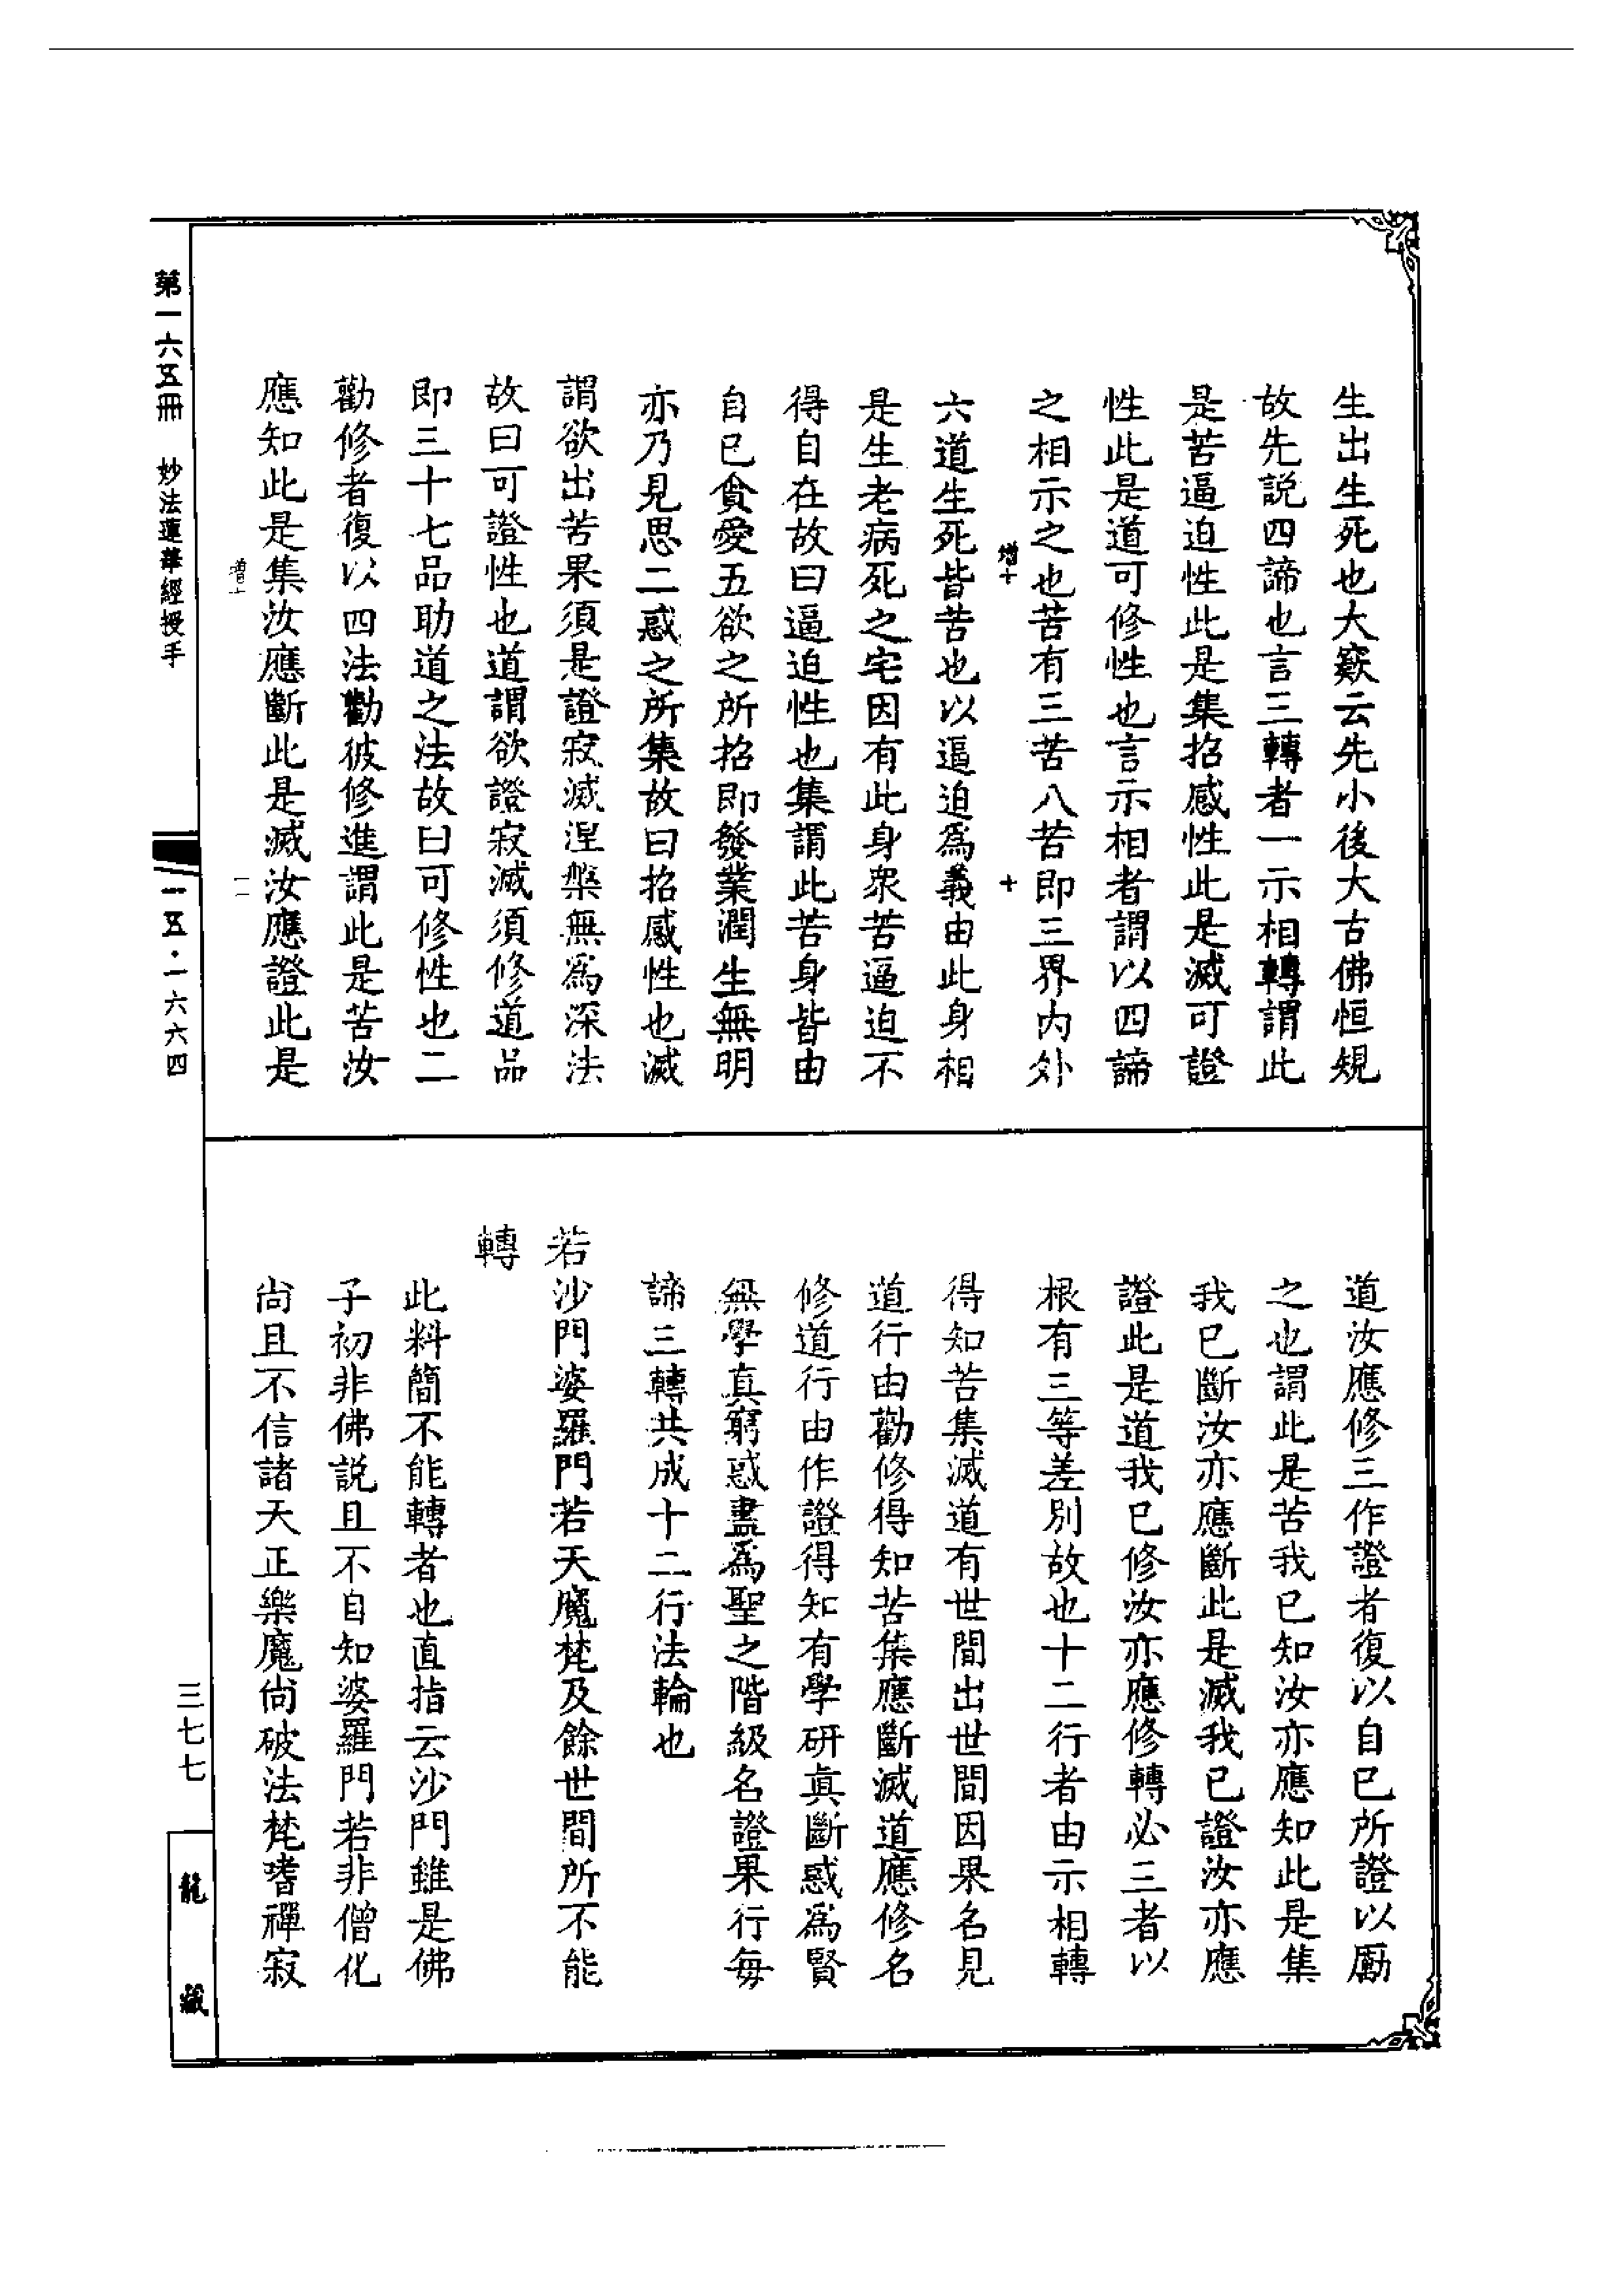 生出生死也大窾云先小後大古佛恒規
故先説四諦也言三轉者一示相轉謂此
是苦逼迫性此是集招感性此是滅可證
性此是道可修性也言示相者謂以四諦
之相示之也苦有三苦八苦即三界内外
增十
十
六道生死皆苦也以逼迫爲義由此身相
是生老病死之宅因有此身衆苦逼迫不
得自在故曰逼迫性也集謂此苦身皆由
自已貪愛五欲之所招即發業潤生無明
亦乃見思二惑之所集故曰招感性也滅
謂欲出苦果須是證寂滅涅槃無爲深法
故曰可證性也道謂欲證寂滅須修道品
即三十七品助道之法故曰可修性也二
勸修者復以四法勸彼修進謂此是苦汝
應知此是集汝應斷此是滅汝應證此是
增十
一一
道汝應修三作證者復以自已所證以勵
之也謂此是苦我已知汝亦應知此是集
我已斷汝亦應斷此是滅我已證汝亦應
證此是道我已修汝亦應修轉必三者以
根有三等差別故也十二行者由示相轉
得知苦集滅道有世間出世間因果名見
道行由勸修得知苦集應斷滅道應修名
修道行由作證得知有學研眞斷惑爲賢
無學真窮惑盡爲聖之階級名證果行每
諦三轉共成十二行法輪也
若沙門婆羅門若天魔梵及餘世間所不能
轉
此料簡不能轉者也直指云沙門雖是佛
子初非佛説且不自知婆羅門若非僧化
尚且不信諸天正樂魔尚破法梵嗜禪寂
第一六五冊 妙法蓮華經授手
一五·一六六四
三七七
龍藏